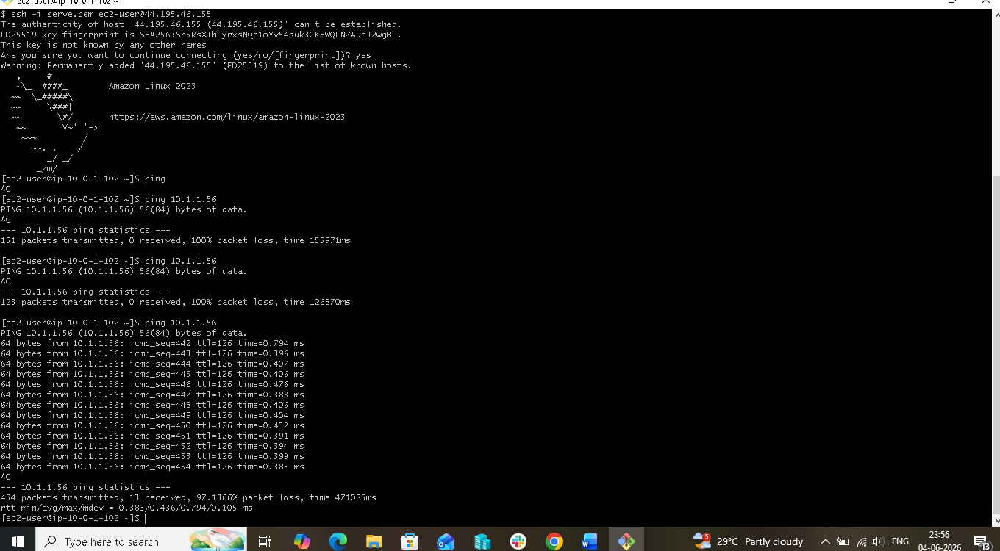 ec2-user@ip-10-0-1-102:~
$ ssh -i serve.pem ec2-user@44.195.46.155
The authenticity of host '44.195.46.155 (44.195.46.155)' can't be established.
ED25519 key fingerprint is SHA256:Sn5RsXThFyrxsNQe1oYv54suk3CKHWQENZA9qJ2wgBE.
This key is not known by any other names
Are you sure you want to continue connecting (yes/no/[fingerprint])? yes
Warning: Permanently added '44.195.46.155' (ED25519) to the list of known hosts.
   ,     #_
   ~\_  ####_        Amazon Linux 2023
  ~~  \_#####\
  ~~     \###|
  ~~       \#/ ___   https://aws.amazon.com/linux/amazon-linux-2023
   ~~       V~' '->
    ~~~         /
      ~~._.   _/
         _/ _/
       _/m/'
[ec2-user@ip-10-0-1-102 ~]$ ping
^C
[ec2-user@ip-10-0-1-102 ~]$ ping 10.1.1.56
PING 10.1.1.56 (10.1.1.56) 56(84) bytes of data.
^C
--- 10.1.1.56 ping statistics ---
151 packets transmitted, 0 received, 100% packet loss, time 155971ms
[ec2-user@ip-10-0-1-102 ~]$ ping 10.1.1.56
PING 10.1.1.56 (10.1.1.56) 56(84) bytes of data.
^C
--- 10.1.1.56 ping statistics ---
123 packets transmitted, 0 received, 100% packet loss, time 126870ms
[ec2-user@ip-10-0-1-102 ~]$ ping 10.1.1.56
PING 10.1.1.56 (10.1.1.56) 56(84) bytes of data.
64 bytes from 10.1.1.56: icmp_seq=442 ttl=126 time=0.794 ms
64 bytes from 10.1.1.56: icmp_seq=443 ttl=126 time=0.396 ms
64 bytes from 10.1.1.56: icmp_seq=444 ttl=126 time=0.407 ms
64 bytes from 10.1.1.56: icmp_seq=445 ttl=126 time=0.406 ms
64 bytes from 10.1.1.56: icmp_seq=446 ttl=126 time=0.476 ms
64 bytes from 10.1.1.56: icmp_seq=447 ttl=126 time=0.388 ms
64 bytes from 10.1.1.56: icmp_seq=448 ttl=126 time=0.406 ms
64 bytes from 10.1.1.56: icmp_seq=449 ttl=126 time=0.404 ms
64 bytes from 10.1.1.56: icmp_seq=450 ttl=126 time=0.432 ms
64 bytes from 10.1.1.56: icmp_seq=451 ttl=126 time=0.391 ms
64 bytes from 10.1.1.56: icmp_seq=452 ttl=126 time=0.394 ms
64 bytes from 10.1.1.56: icmp_seq=453 ttl=126 time=0.399 ms
64 bytes from 10.1.1.56: icmp_seq=454 ttl=126 time=0.383 ms
^C
--- 10.1.1.56 ping statistics ---
454 packets transmitted, 13 received, 97.1366% packet loss, time 471085ms
rtt min/avg/max/mdev = 0.383/0.436/0.794/0.105 ms
[ec2-user@ip-10-0-1-102 ~]$
Type here to search
5
29°C Partly cloudy
ENG
23:56
04-06-2026
13